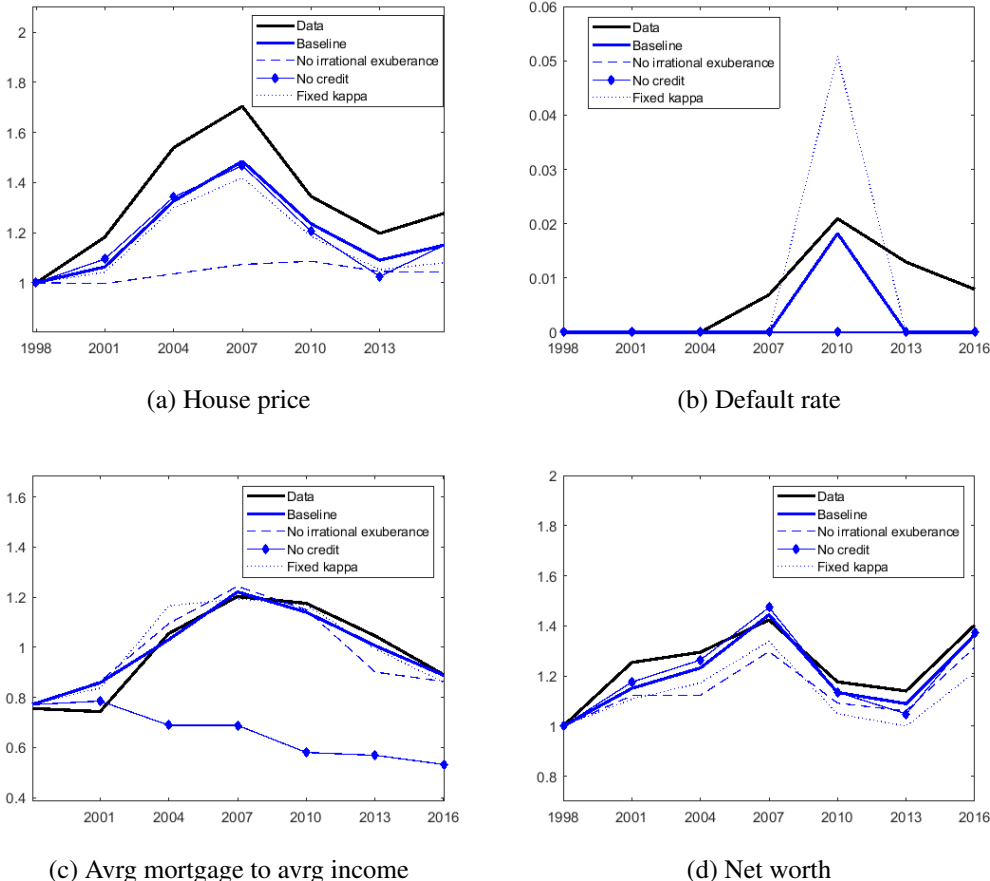 2
1.8
1.6
1.4
1.2
1
1998 2001 2004 2007 2010 2013
Data
Baseline
No irrational exuberance
No credit
Fixed kappa
(a) House price
0.06
0.05
0.04
0.03
0.02
0.01
0
1998 2001 2004 2007 2010 2013 2016
Data
Baseline
No irrational exuberance
No credit
Fixed kappa
(b) Default rate
1.6
1.4
1.2
1
0.8
0.6
0.4
2001 2004 2007 2010 2013 2016
Data
Baseline
No irrational exuberance
No credit
Fixed kappa
(c) Avrg mortgage to avrg income
2
1.8
1.6
1.4
1.2
1
0.8
1998 2001 2004 2007 2010 2013 2016
Data
Baseline
No irrational exuberance
No credit
Fixed kappa
(d) Net worth